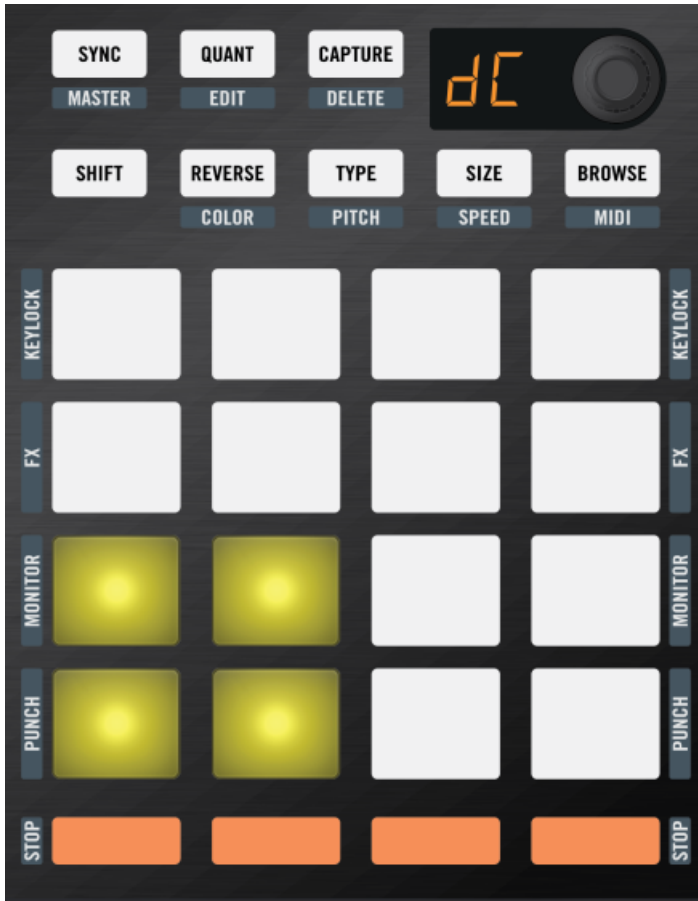 SYNC QUANT CAPTURE dC
MASTER EDIT DELETE
SHIFT REVERSE TYPE SIZE BROWSE
COLOR PITCH SPEED MIDI
KEYLOCK KEYLOCK
FX FX
MONITOR MONITOR
PUNCH PUNCH
STOP STOP